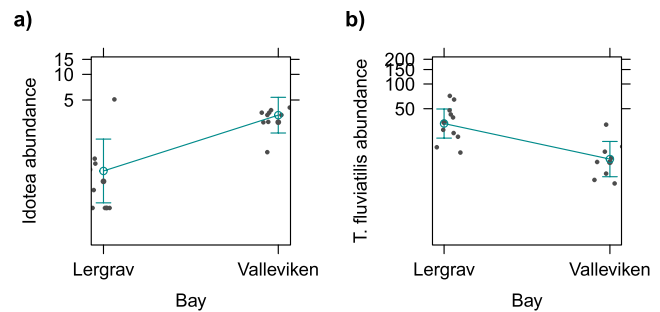 a)
15
10
5
Idotea abundance
Lergrav
Valleviken
Bay
b)
200
150
100
50
T. fluviatilis abundance
Lergrav
Valleviken
Bay